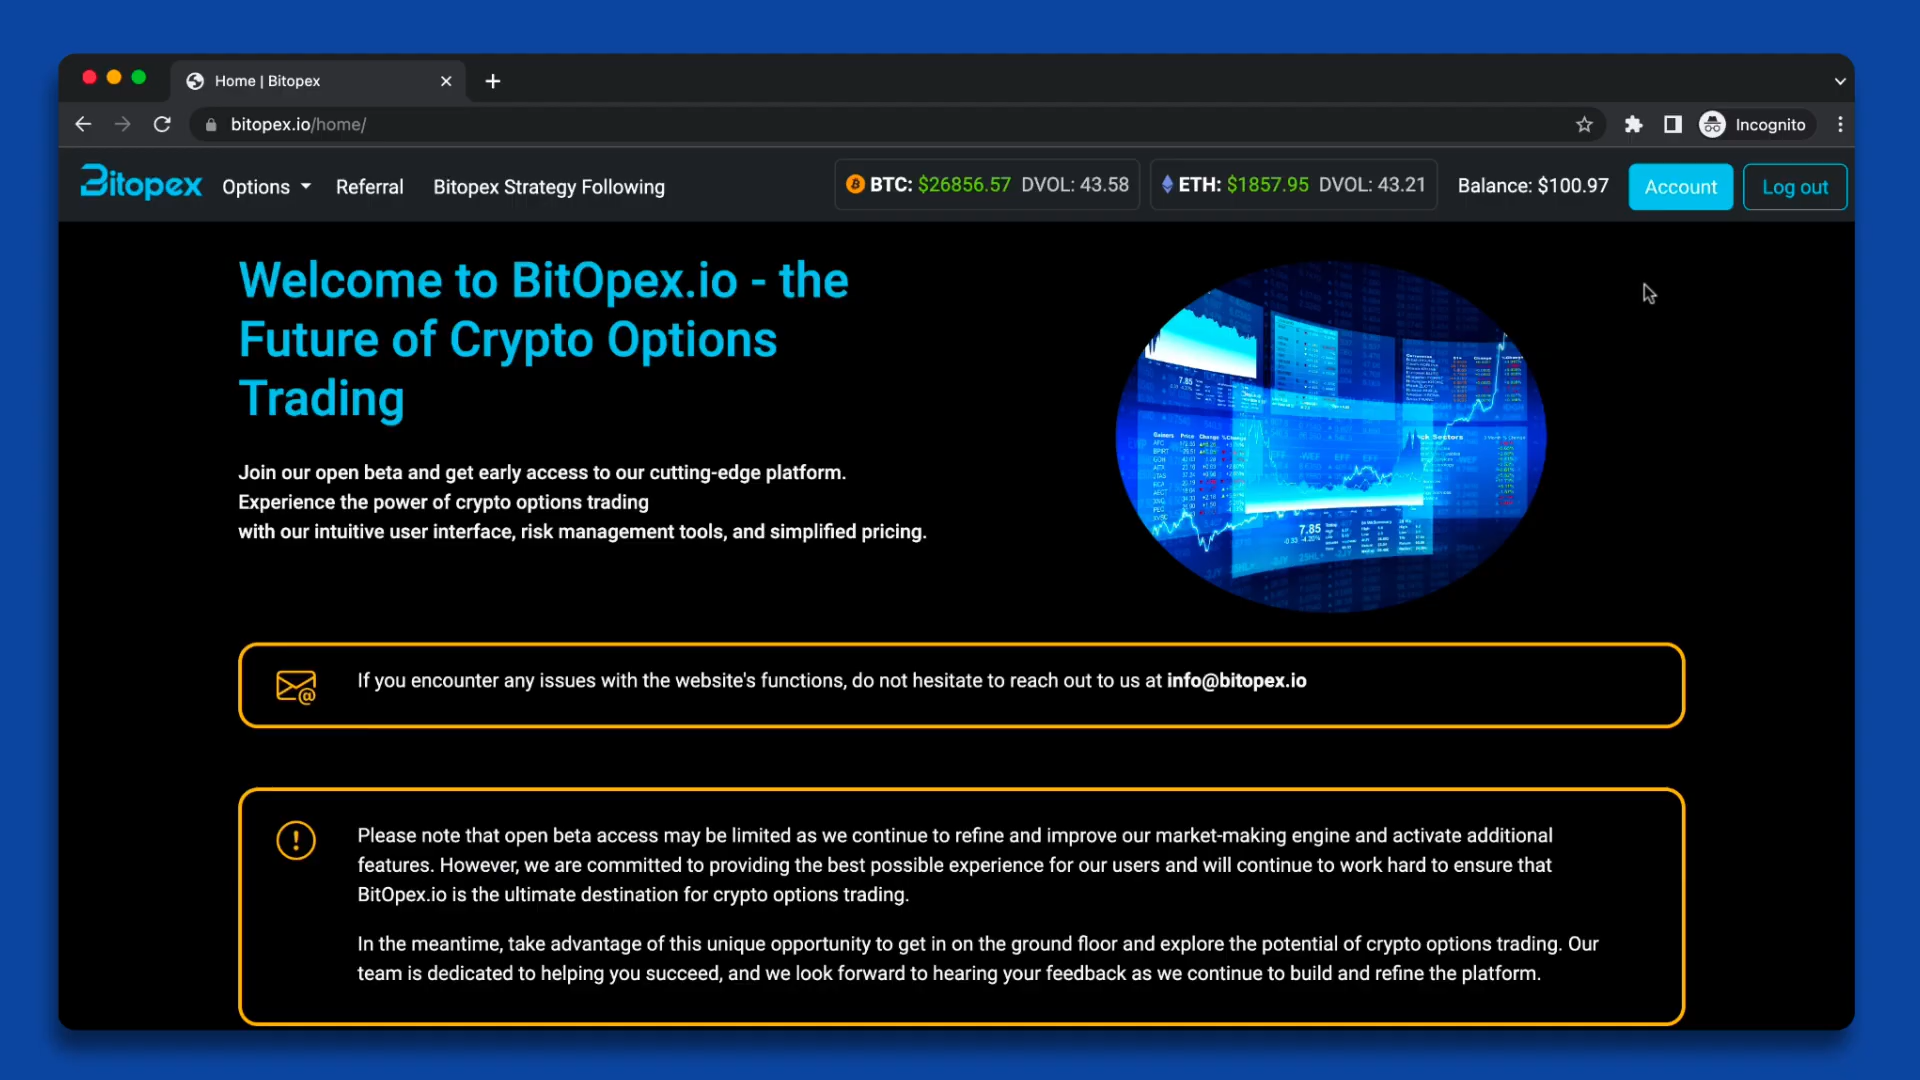 Home | Bitopex
bitopex.io/home/
Incognito
Bitopex
Options
Referral
Bitopex Strategy Following
BTC: $26856.57 DVOL: 43.58
ETH: $1857.95 DVOL: 43.21
Balance: $100.97
Account
Log out
Welcome to BitOpex.io - the
Future of Crypto Options
Trading
Join our open beta and get early access to our cutting-edge platform.
Experience the power of crypto options trading
with our intuitive user interface, risk management tools, and simplified pricing.
If you encounter any issues with the website's functions, do not hesitate to reach out to us at info@bitopex.io
Please note that open beta access may be limited as we continue to refine and improve our market-making engine and activate additional
features. However, we are committed to providing the best possible experience for our users and will continue to work hard to ensure that
BitOpex.io is the ultimate destination for crypto options trading.
In the meantime, take advantage of this unique opportunity to get in on the ground floor and explore the potential of crypto options trading. Our
team is dedicated to helping you succeed, and we look forward to hearing your feedback as we continue to build and refine the platform.